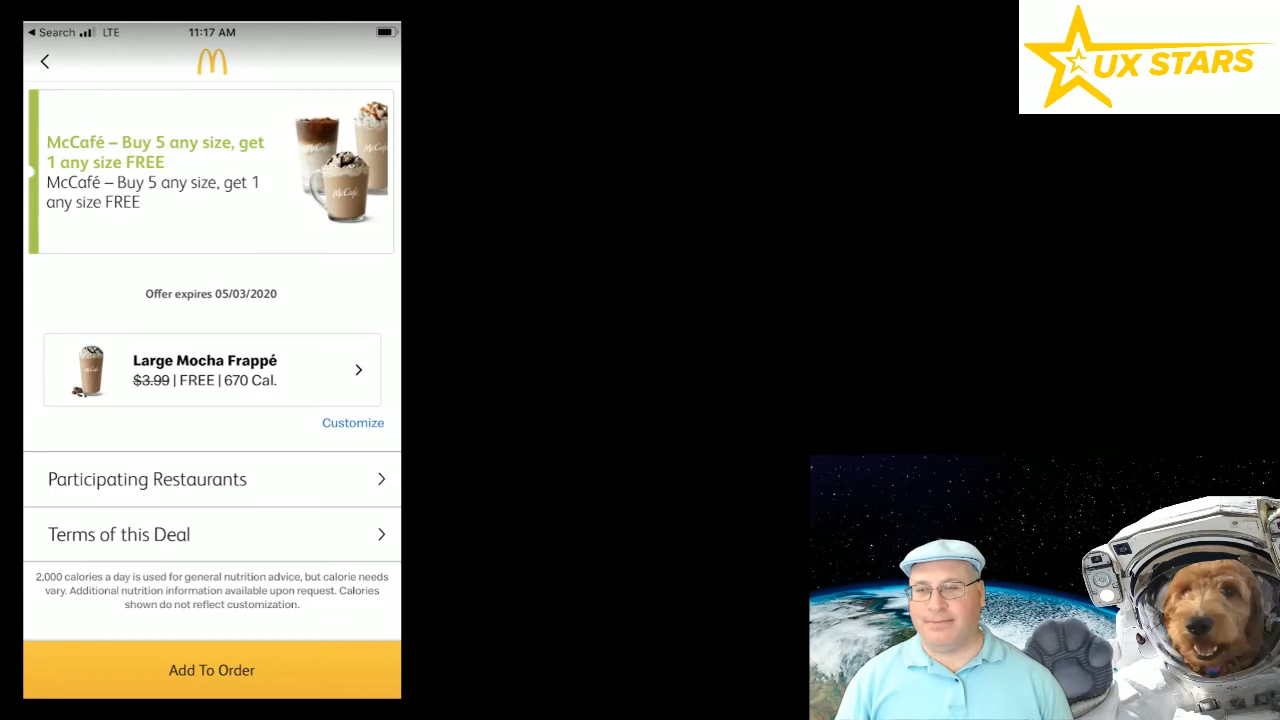 Search LTE 11:17 AM
McCafé – Buy 5 any size, get
1 any size FREE
McCafé – Buy 5 any size, get 1
any size FREE
McCafé
Offer expires 05/03/2020
Large Mocha Frappé
$3.99 | FREE | 670 Cal.
Customize
Participating Restaurants
Terms of this Deal
2,000 calories a day is used for general nutrition advice, but calorie needs
vary. Additional nutrition information available upon request. Calories
shown do not reflect customization.
Add To Order
UX STARS